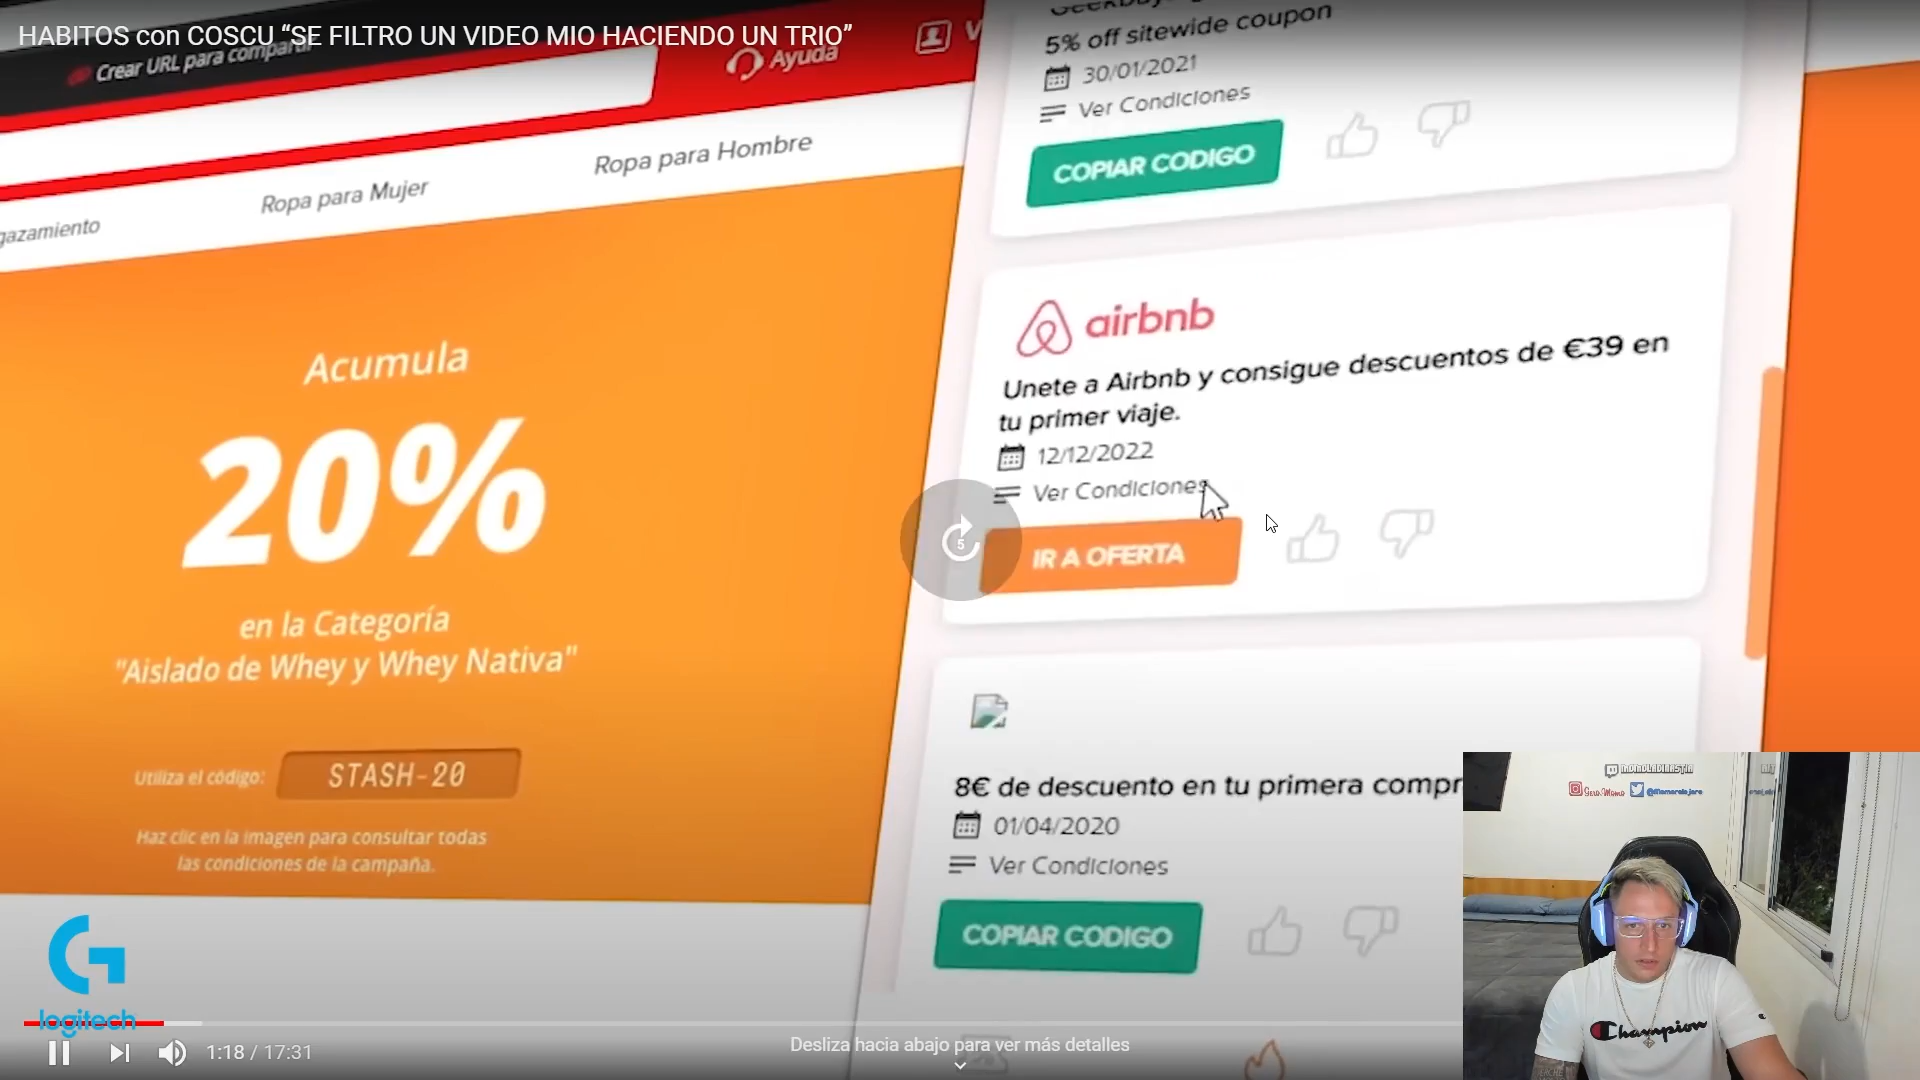 HABITOS con COSCU “SE FILTRO UN VIDEO MIO HACIENDO UN TRIO”
Crear URL para compartir
Ayuda
gazamiento
Ropa para Mujer
Ropa para Hombre
Acumula
20%
en la Categoría
"Aislado de Whey y Whey Nativa"
Utiliza el código:
STASH-20
Haz clic en la imagen para consultar todas
las condiciones de la campaña.
5% off sitewide coupon
30/01/2021
Ver Condiciones
COPIAR CODIGO
airbnb
Unete a Airbnb y consigue descuentos de €39 en
tu primer viaje.
12/12/2022
Ver Condiciones
IR A OFERTA
5
8€ de descuento en tu primera compr
01/04/2020
Ver Condiciones
COPIAR CODIGO
logitech
1:18 / 17:31
Desliza hacia abajo para ver más detalles
Champion